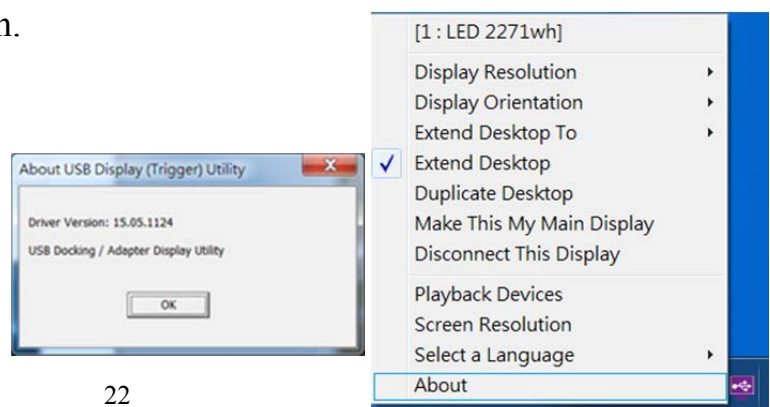 n.
About USB Display (Trigger) Utility
Driver Version: 15.05.1124
USB Docking / Adapter Display Utility
OK
[1 : LED 2271wh]
Display Resolution
Display Orientation
Extend Desktop To
Extend Desktop
Duplicate Desktop
Make This My Main Display
Disconnect This Display
Playback Devices
Screen Resolution
Select a Language
About
22